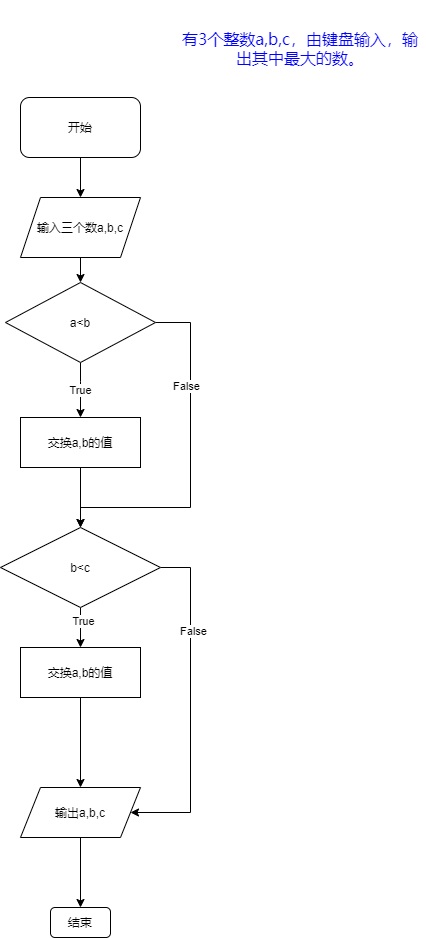 有3个整数a,b,c，由键盘输入，输
出其中最大的数。
开始
输入三个数a,b,c
a<b
True
False
交换a,b的值
b<c
True
False
交换a,b的值
输出a,b,c
结束